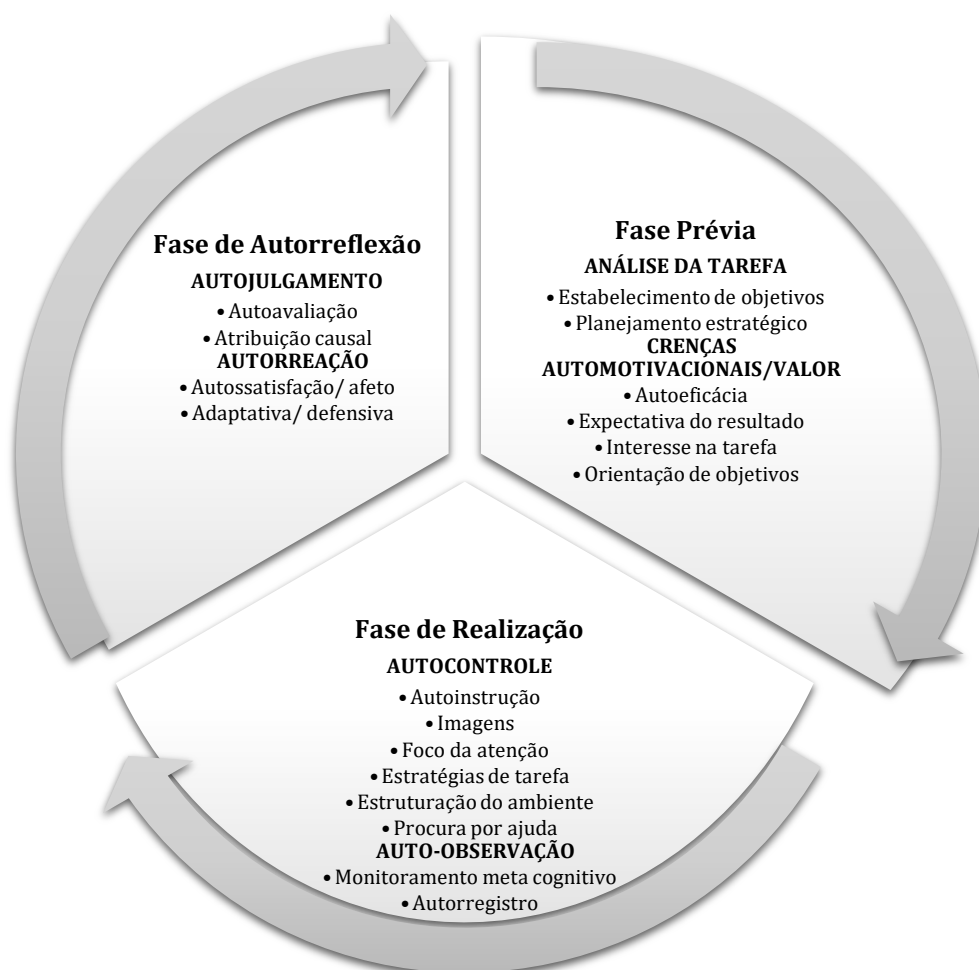 Fase de Autorreflexão
AUTOJULGAMENTO
• Autoavaliação
• Atribuição causal
AUTORREAÇÃO
• Autossatisfação/ afeto
• Adaptativa/ defensiva
Fase Prévia
ANÁLISE DA TAREFA
• Estabelecimento de objetivos
• Planejamento estratégico
CRENÇAS
AUTOMOTIVACIONAIS/VALOR
• Autoeficácia
• Expectativa do resultado
• Interesse na tarefa
• Orientação de objetivos
Fase de Realização
AUTOCONTROLE
• Autoinstrução
• Imagens
• Foco da atenção
• Estratégias de tarefa
• Estruturação do ambiente
• Procura por ajuda
AUTO-OBSERVAÇÃO
• Monitoramento meta cognitivo
• Autorregistro